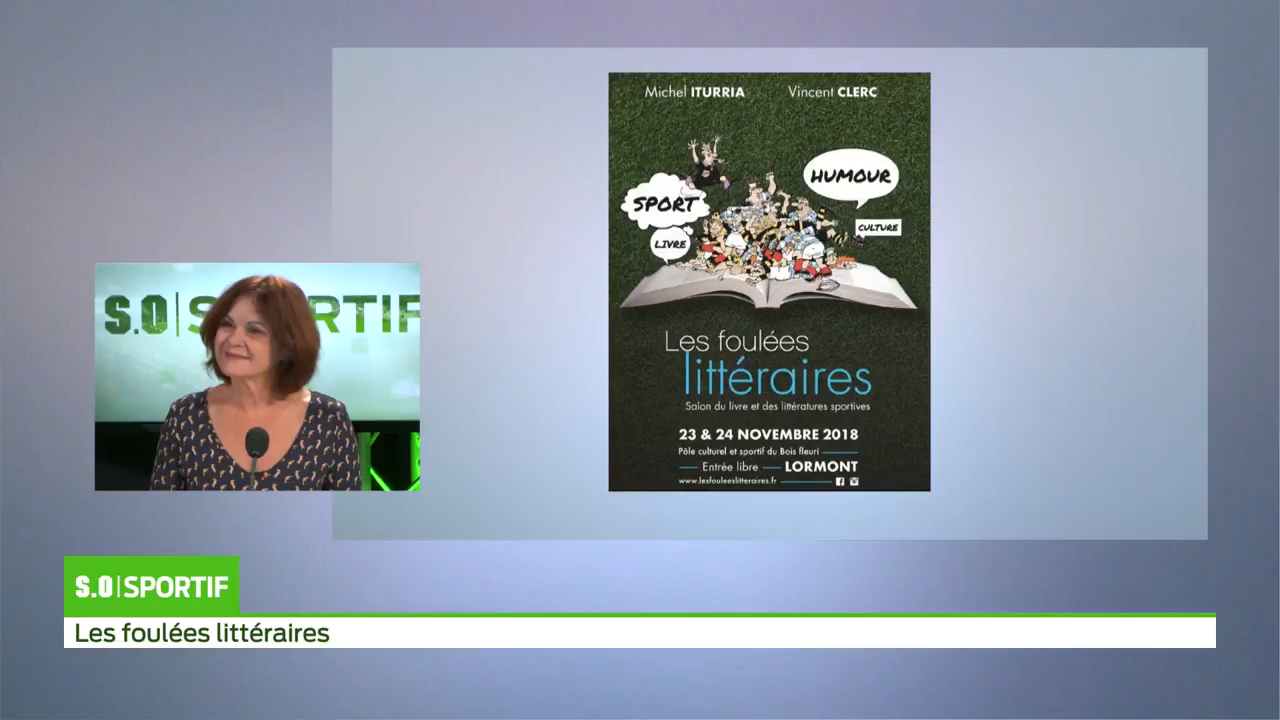 Michel ITURRIA Vincent CLERC
HUMOUR
SPORT
CULTURE
LIVRE
Les foulées
littéraires
Salon du livre et des littératures sportives
23 & 24 NOVEMBRE 2018
Pôle culturel et sportif du Bois fleuri
Entrée libre LORMONT
www.lesfouleeslitteraires.fr
S.O SPORTIF
S.O SPORTIF
Les foulées littéraires